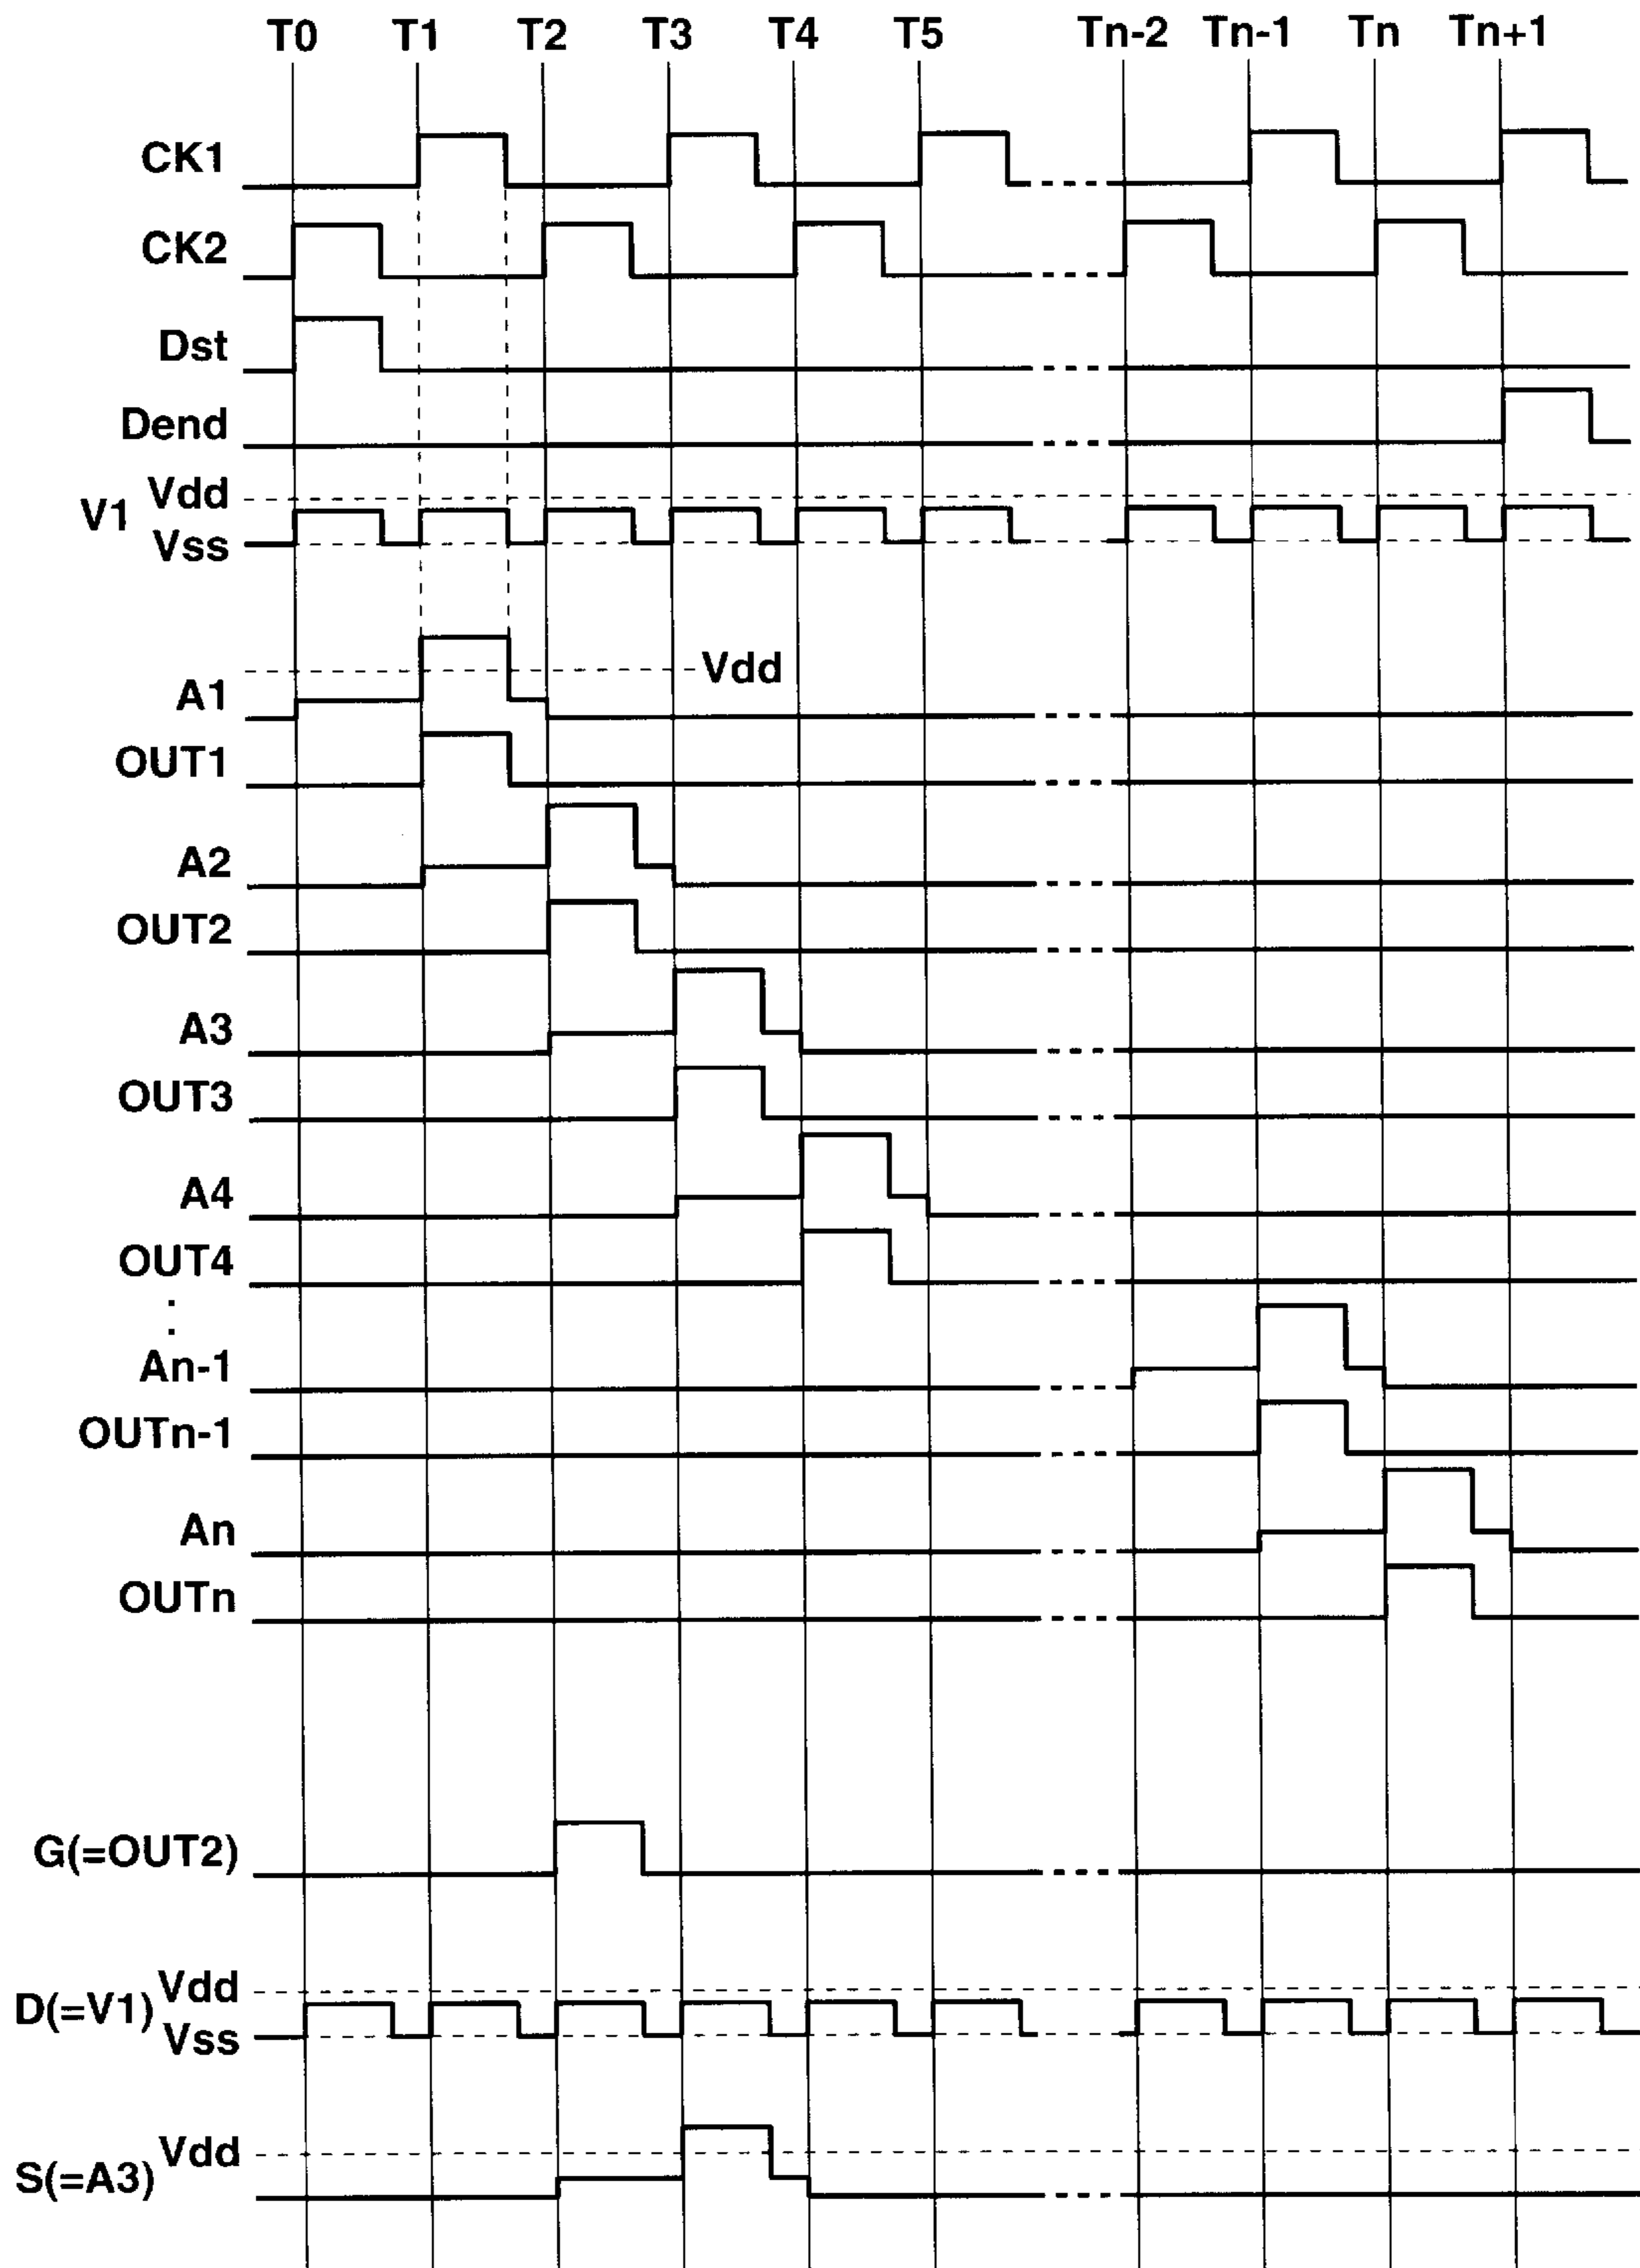 T0 T1 T2 T3 T4 T5 Tn-2 Tn-1 Tn Tn+1
CK1
CK2
Dst
Dend
V1 Vdd
Vss
Vdd
A1
OUT1
A2
OUT2
A3
OUT3
A4
OUT4
:
An-1
OUTn-1
An
OUTn
G(=OUT2)
D(=V1) Vdd
Vss
Vdd
S(=A3)